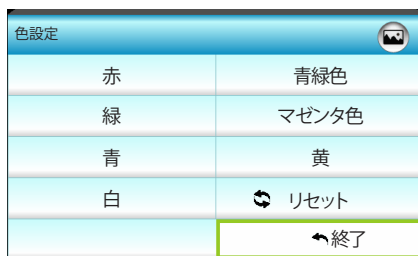 色設定
赤 青緑色
緑 マゼンタ色
青 黄
白 リセット
終了